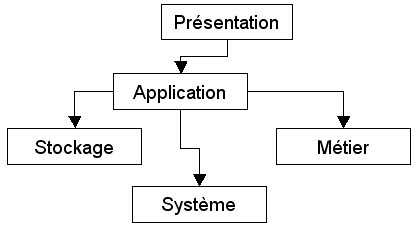 Présentation
Application
Stockage
Métier
Système